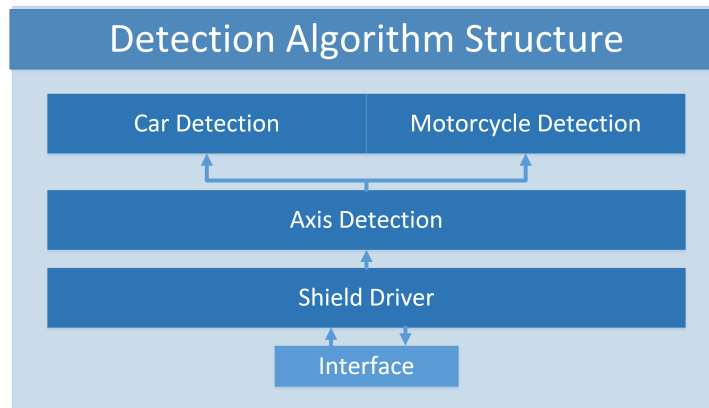 Detection Algorithm Structure
Car Detection
Motorcycle Detection
Axis Detection
Shield Driver
Interface